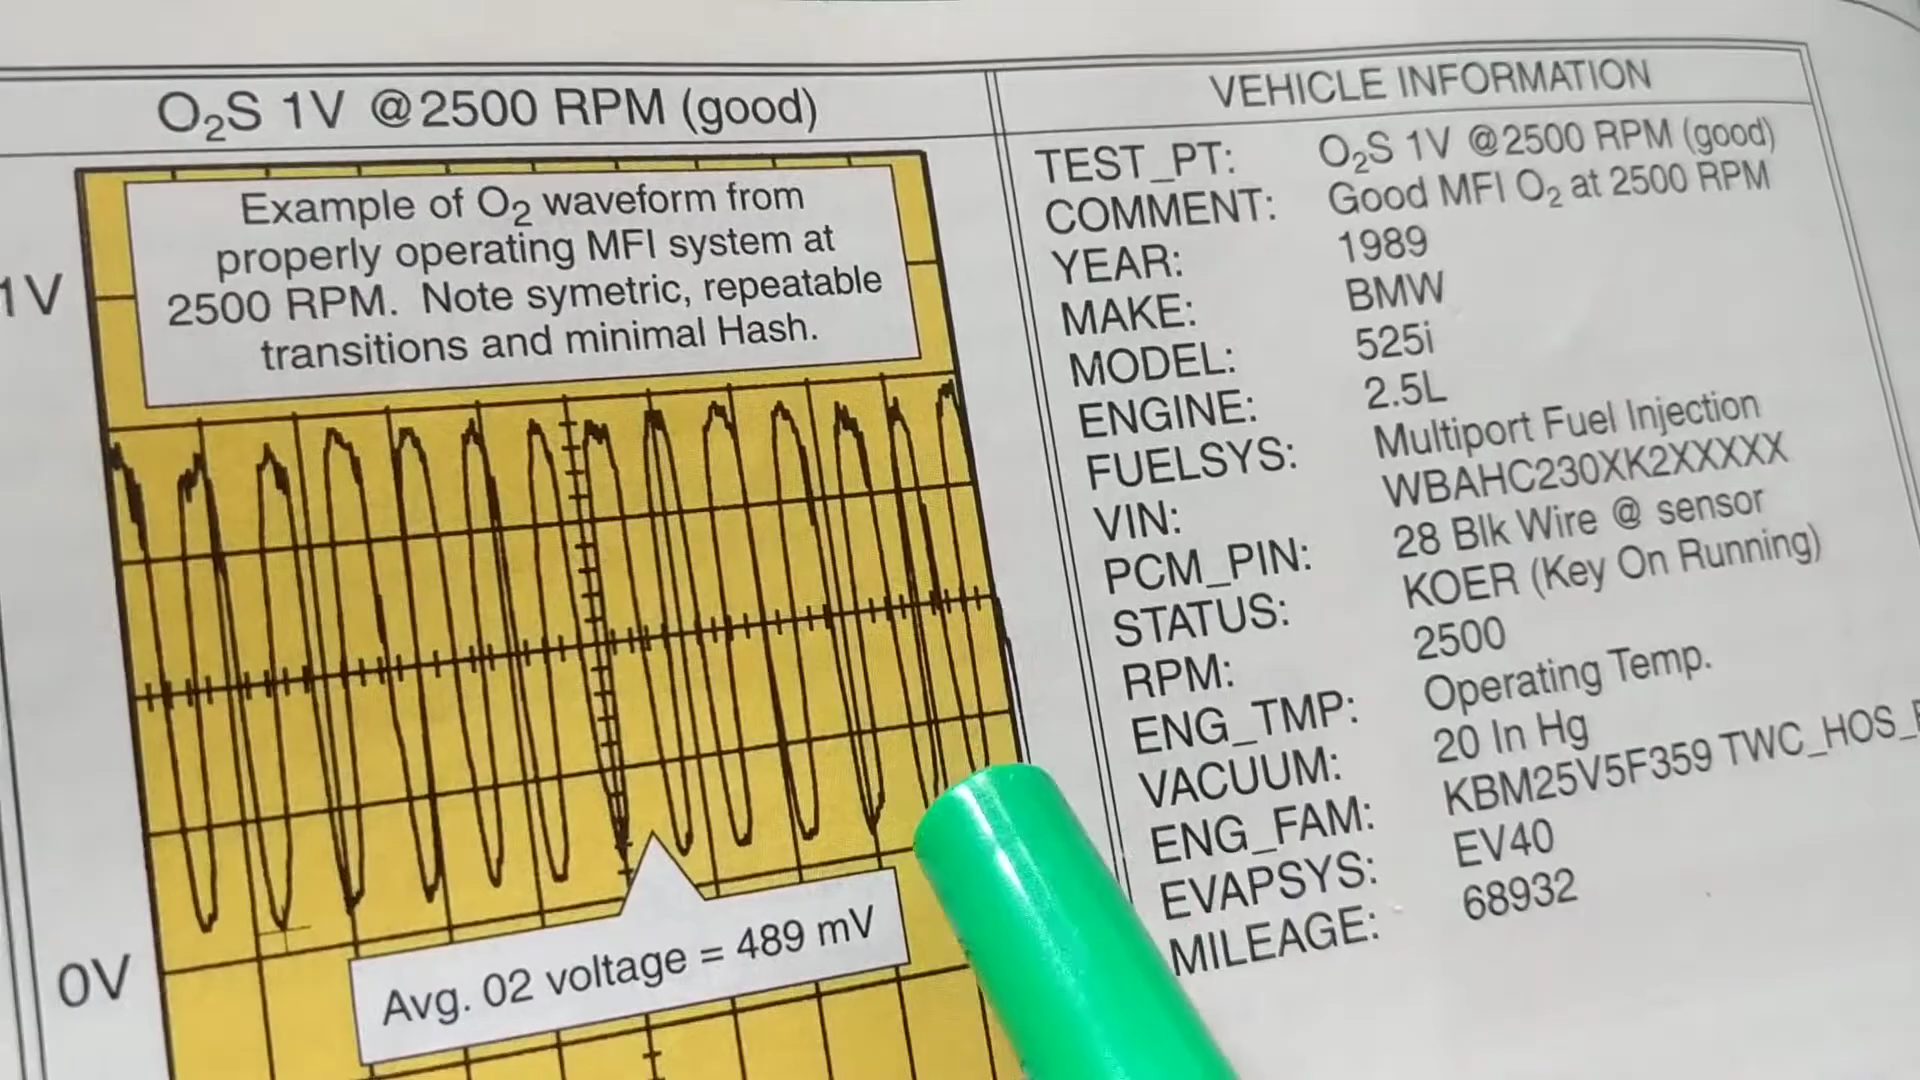 O₂S 1V @2500 RPM (good)
Example of O₂ waveform from
properly operating MFI system at
2500 RPM. Note symetric, repeatable
transitions and minimal Hash.
1V
0V
Avg. 02 voltage = 489 mV
VEHICLE INFORMATION
TEST_PT: O₂S 1V @2500 RPM (good)
COMMENT: Good MFI O₂ at 2500 RPM
YEAR: 1989
MAKE: BMW
MODEL: 525i
ENGINE: 2.5L
FUELSYS: Multiport Fuel Injection
VIN: WBAHC230XK2XXXXX
PCM_PIN: 28 Blk Wire @ sensor
STATUS: KOER (Key On Running)
RPM: 2500
ENG_TMP: Operating Temp.
VACUUM: 20 In Hg
ENG_FAM: KBM25V5F359 TWC_HOS_
EVAPSYS: EV40
MILEAGE: 68932